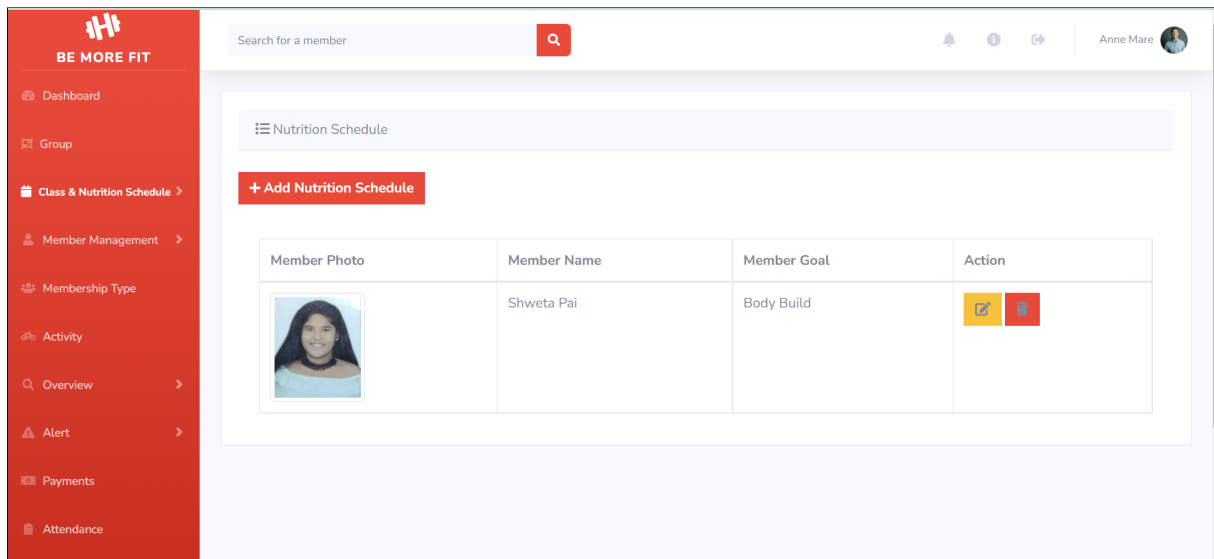 BE MORE FIT
Search for a member
Anne Mare
Dashboard
Group
Class & Nutrition Schedule
Member Management
Membership Type
Activity
Overview
Alert
Payments
Attendance
Nutrition Schedule
+ Add Nutrition Schedule
Member Photo Member Name Member Goal Action
Shweta Pai Body Build